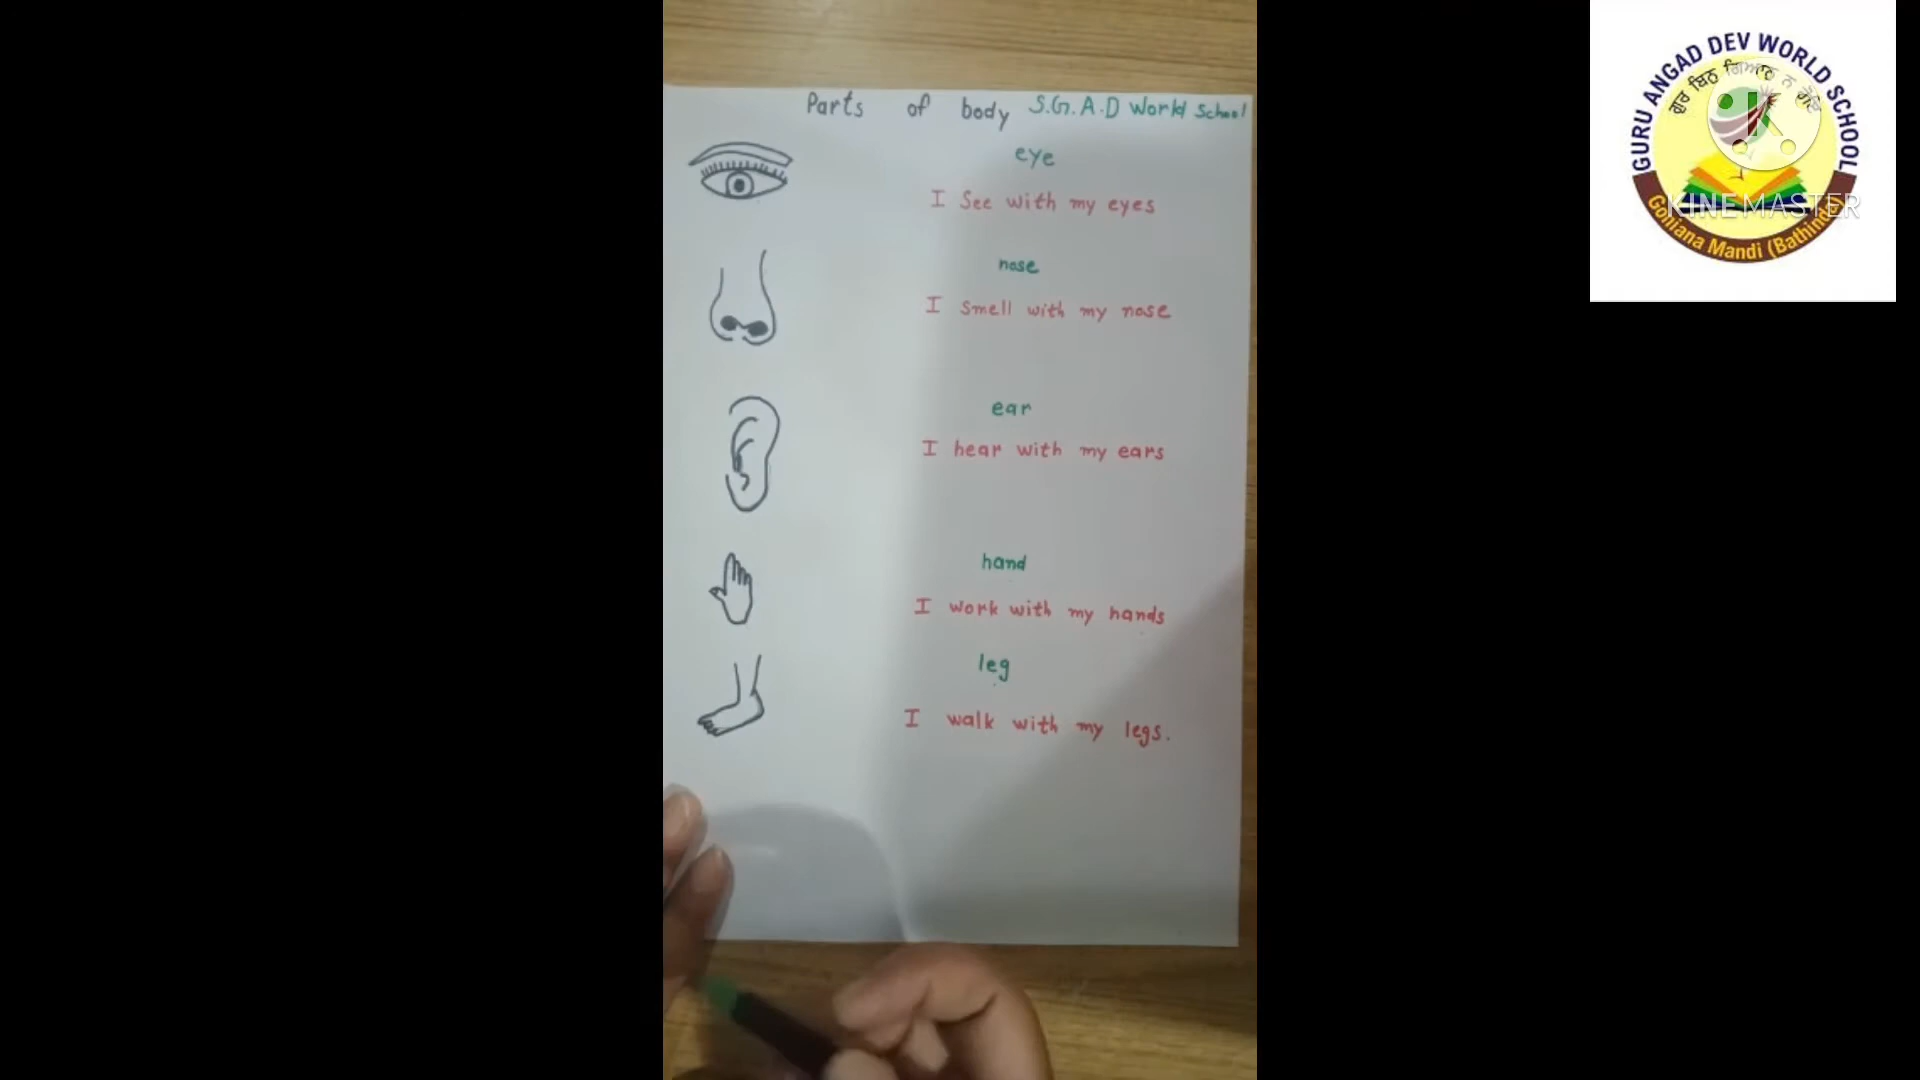 Parts of body S.G.A.D World School
eye
I See with my eyes
nose
I Smell with my nose
ear
I hear with my ears
hand
I work with my hands
leg
I walk with my legs.
GURU ANGAD DEV WORLD SCHOOL
ਗੁਰ ਬਿਨ ਗਿਆਨ ਨ ਹੋਇ
KINEMASTER
Goniana Mandi (Bathinda)